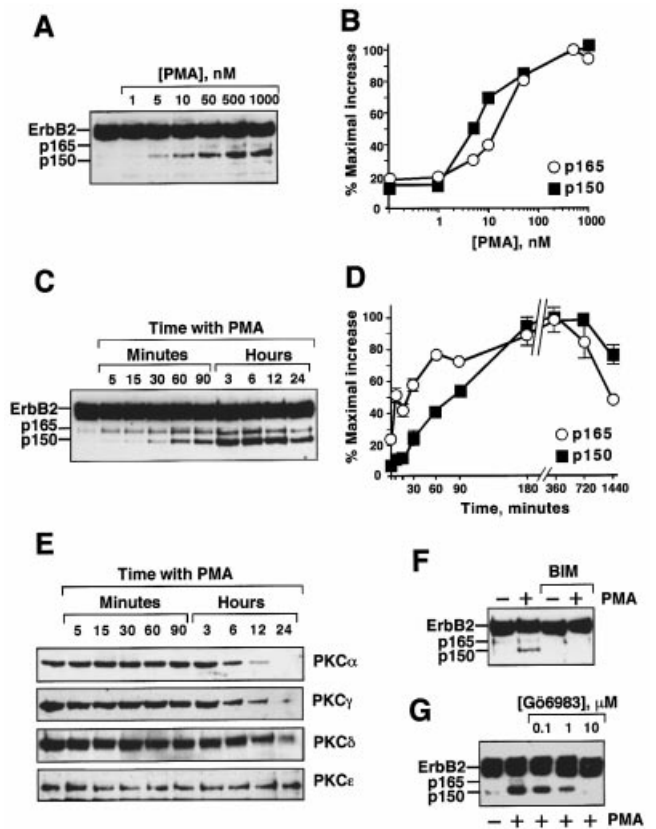 A
[PMA], nM
1 5 10 50 500 1000
ErbB2
p165
p150
B
% Maximal increase
100
80
60
40
20
0
1 10 100 1000
[PMA], nM
p165
p150
C
Time with PMA
Minutes Hours
5 15 30 60 90 3 6 12 24
ErbB2
p165
p150
D
% Maximal increase
100
80
60
40
20
0
30 60 90 180 360 720 1440
Time, minutes
p165
p150
E
Time with PMA
Minutes Hours
5 15 30 60 90 3 6 12 24
PKCα
PKCγ
PKCδ
PKCε
F
BIM
− + − + PMA
ErbB2
p165
p150
G
[Gö6983], μM
0.1 1 10
ErbB2
p165
p150
− + + + + PMA